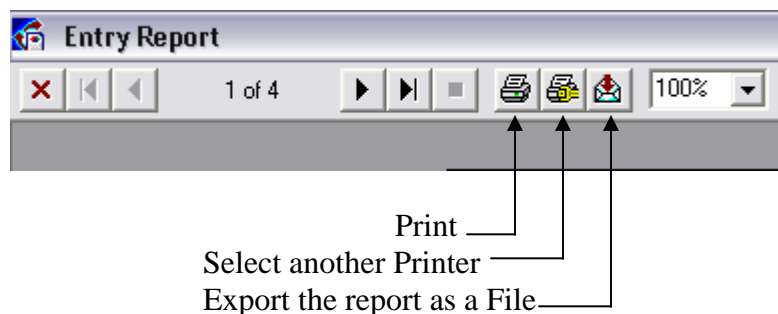 Entry Report
1 of 4 100%
Print
Select another Printer
Export the report as a File